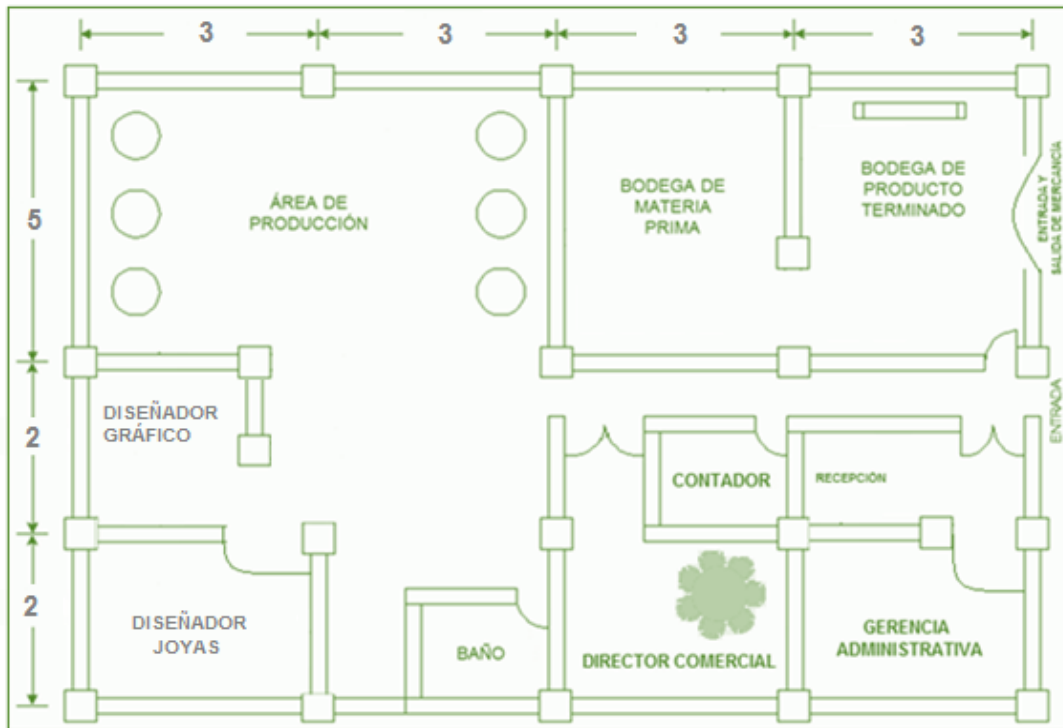 3
3
3
3
5
2
2
ÁREA DE
PRODUCCIÓN
BODEGA DE
MATERIA
PRIMA
BODEGA DE
PRODUCTO
TERMINADO
ENTRADA Y
SALIDA DE MERCANCÍA
DISEÑADOR
GRÁFICO
ENTRADA
CONTADOR
RECEPCIÓN
DISEÑADOR
JOYAS
BAÑO
DIRECTOR COMERCIAL
GERENCIA
ADMINISTRATIVA